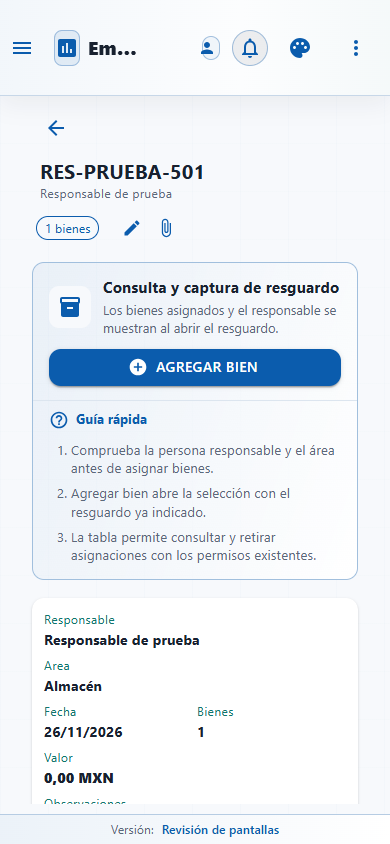 Em...
RES-PRUEBA-501
Responsable de prueba
1 bienes
Consulta y captura de resguardo
Los bienes asignados y el responsable se
muestran al abrir el resguardo.
AGREGAR BIEN
Guía rápida
1. Comprueba la persona responsable y el área
antes de asignar bienes.
2. Agregar bien abre la selección con el
resguardo ya indicado.
3. La tabla permite consultar y retirar
asignaciones con los permisos existentes.
Responsable
Responsable de prueba
Area
Almacén
Fecha
26/11/2026
Bienes
1
Valor
0,00 MXN
Observaciones
Versión: Revisión de pantallas